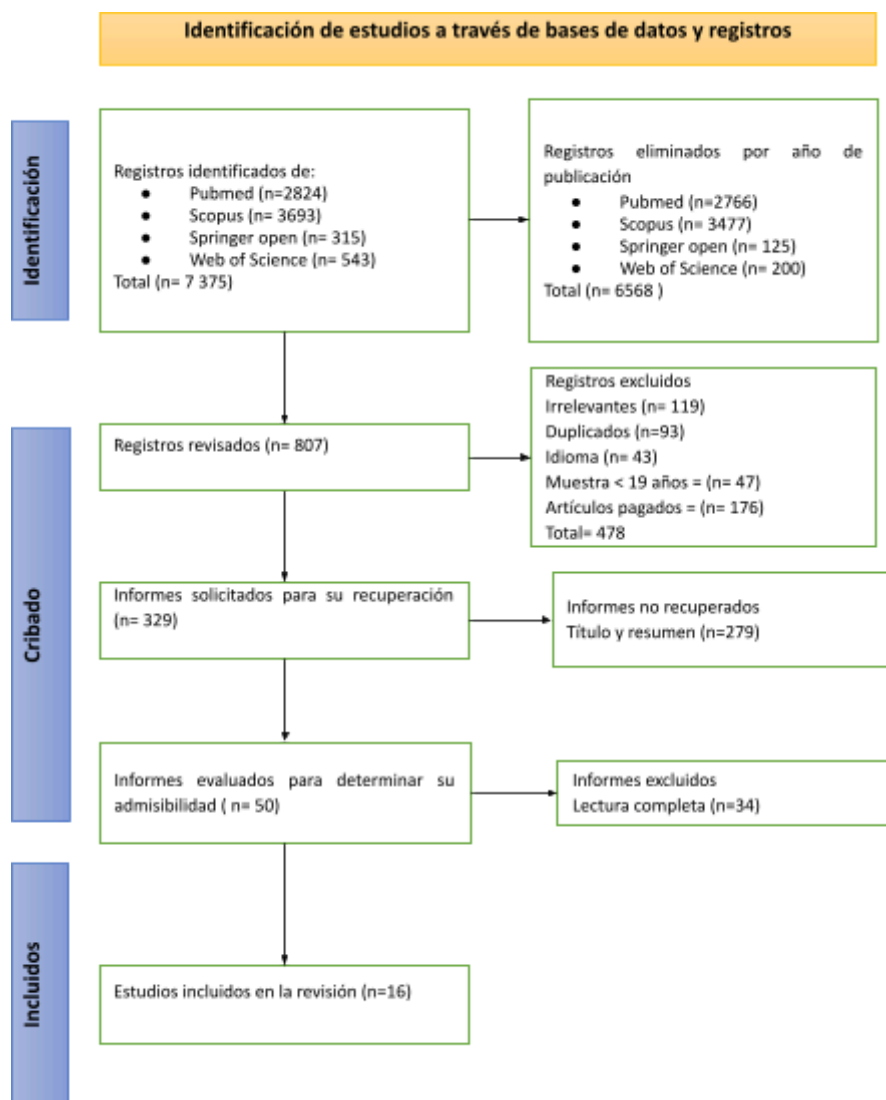 Identificación de estudios a través de bases de datos y registros
Identificación
Registros identificados de:
● Pubmed (n=2824)
● Scopus (n= 3693)
● Springer open (n= 315)
● Web of Science (n= 543)
Total (n= 7 375)
Registros eliminados por año de
publicación
● Pubmed (n=2766)
● Scopus (n= 3477)
● Springer open (n= 125)
● Web of Science (n= 200)
Total (n= 6568 )
Cribado
Registros revisados (n= 807)
Registros excluidos
Irrelevantes (n= 119)
Duplicados (n=93)
Idioma (n= 43)
Muestra < 19 años = (n= 47)
Artículos pagados = (n= 176)
Total= 478
Informes solicitados para su recuperación
(n= 329)
Informes no recuperados
Título y resumen (n=279)
Informes evaluados para determinar su
admisibilidad ( n= 50)
Informes excluidos
Lectura completa (n=34)
Incluidos
Estudios incluidos en la revisión (n=16)